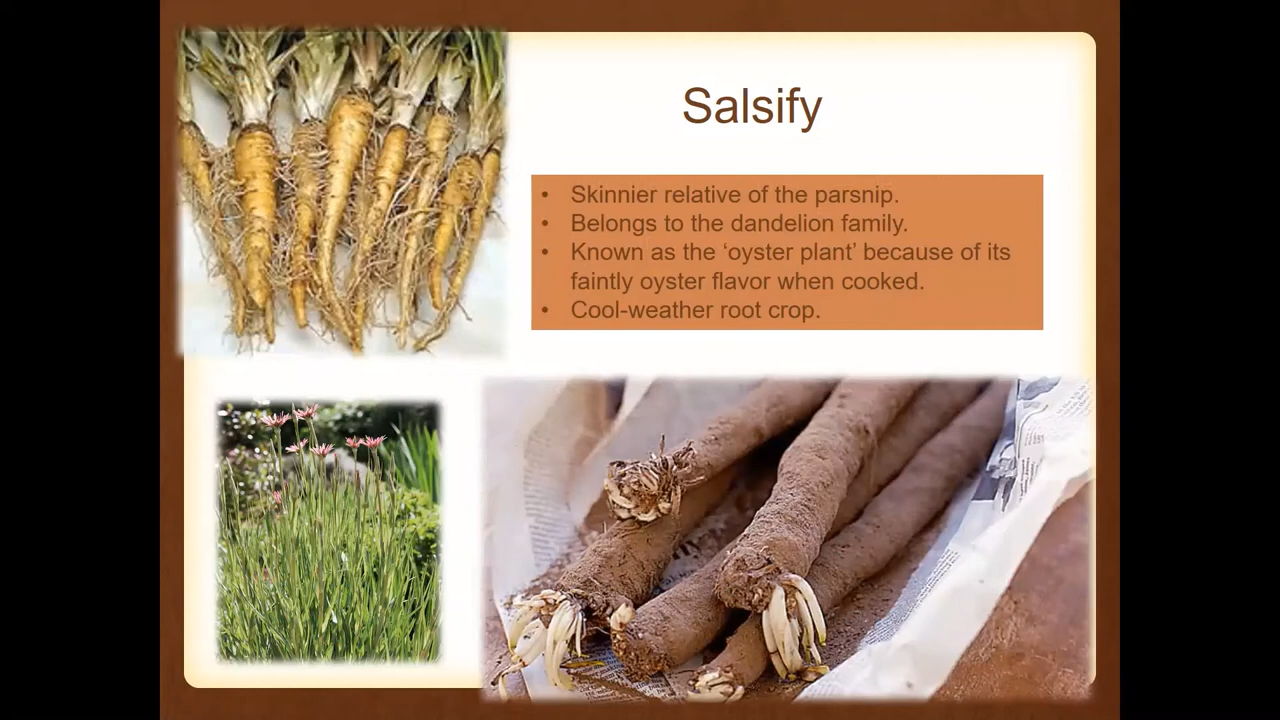 Salsify
• Skinnier relative of the parsnip.
• Belongs to the dandelion family.
• Known as the ‘oyster plant’ because of its
faintly oyster flavor when cooked.
• Cool-weather root crop.